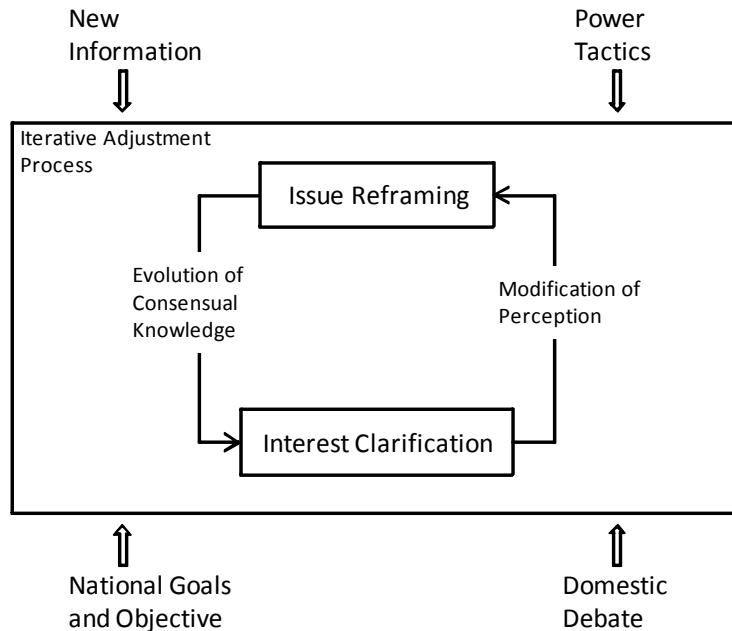 New
Information
Power
Tactics
Iterative Adjustment
Process
Issue Reframing
Evolution of
Consensual
Knowledge
Modification of
Perception
Interest Clarification
National Goals
and Objective
Domestic
Debate